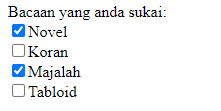 Bacaan yang anda sukai:
Novel
Koran
Majalah
Tabloid